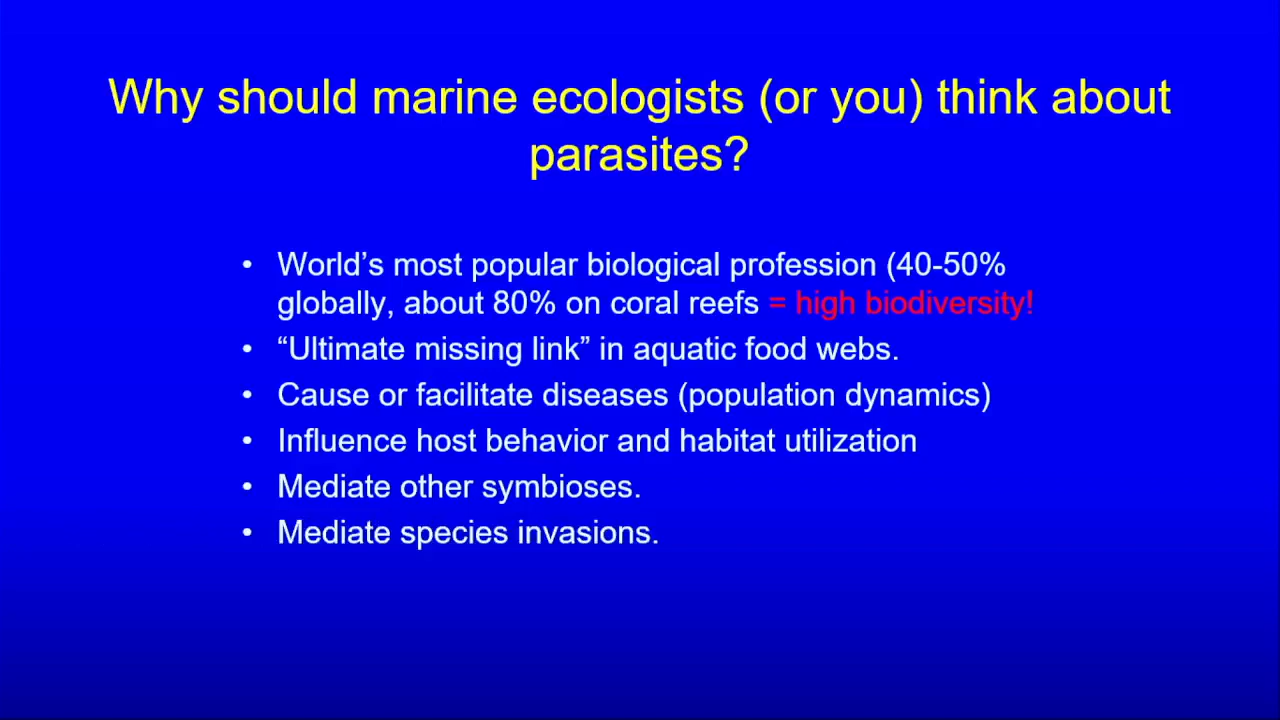 Why should marine ecologists (or you) think about
parasites?
• World’s most popular biological profession (40-50%
globally, about 80% on coral reefs = high biodiversity!
• “Ultimate missing link” in aquatic food webs.
• Cause or facilitate diseases (population dynamics)
• Influence host behavior and habitat utilization
• Mediate other symbioses.
• Mediate species invasions.